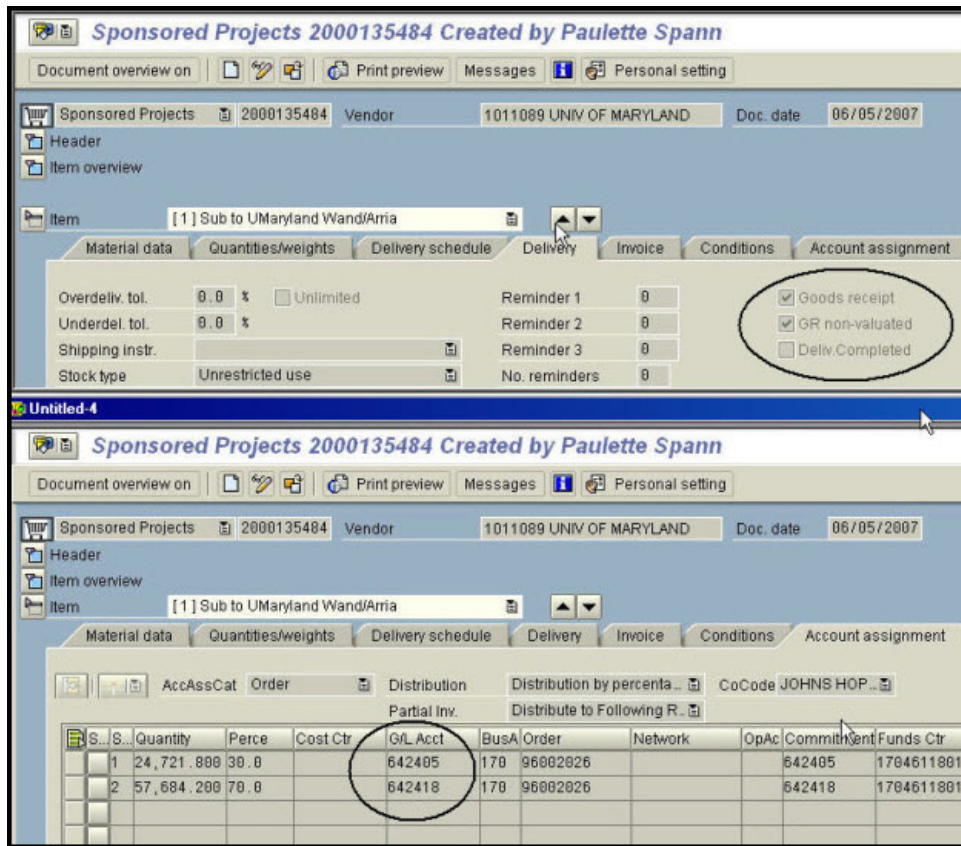 Sponsored Projects 2000135484 Created by Paulette Spann
Document overview on Print preview Messages Personal setting
Sponsored Projects 2000135484 Vendor 1011089 UNIV OF MARYLAND Doc. date 06/05/2007
Header
Item overview
Item [1] Sub to UMaryland Wand/Arria
Material data Quantities/weights Delivery schedule Delivery Invoice Conditions Account assignment
Overdeliv. tol. 0.0 % Unlimited Reminder 1 0 Goods receipt
Underdel. tol. 0.0 % Reminder 2 0 GR non-valuated
Shipping instr. Reminder 3 0 Deliv.Completed
Stock type Unrestricted use No. reminders 0
Untitled-4
Sponsored Projects 2000135484 Created by Paulette Spann
Document overview on Print preview Messages Personal setting
Sponsored Projects 2000135484 Vendor 1011089 UNIV OF MARYLAND Doc. date 06/05/2007
Header
Item overview
Item [1] Sub to UMaryland Wand/Arria
Material data Quantities/weights Delivery schedule Delivery Invoice Conditions Account assignment
AccAssCat Order Distribution Distribution by percenta... CoCode JOHNS HOP...
Partial Inv. Distribute to Following R...
S... S... Quantity Perce Cost Ctr G/L Acct BusA Order Network OpAc Commitment Funds Ctr
1 24,721.800 30.0 642405 170 96002026 642405 1704611801
2 57,684.200 70.0 642418 170 96002026 642418 1704611801